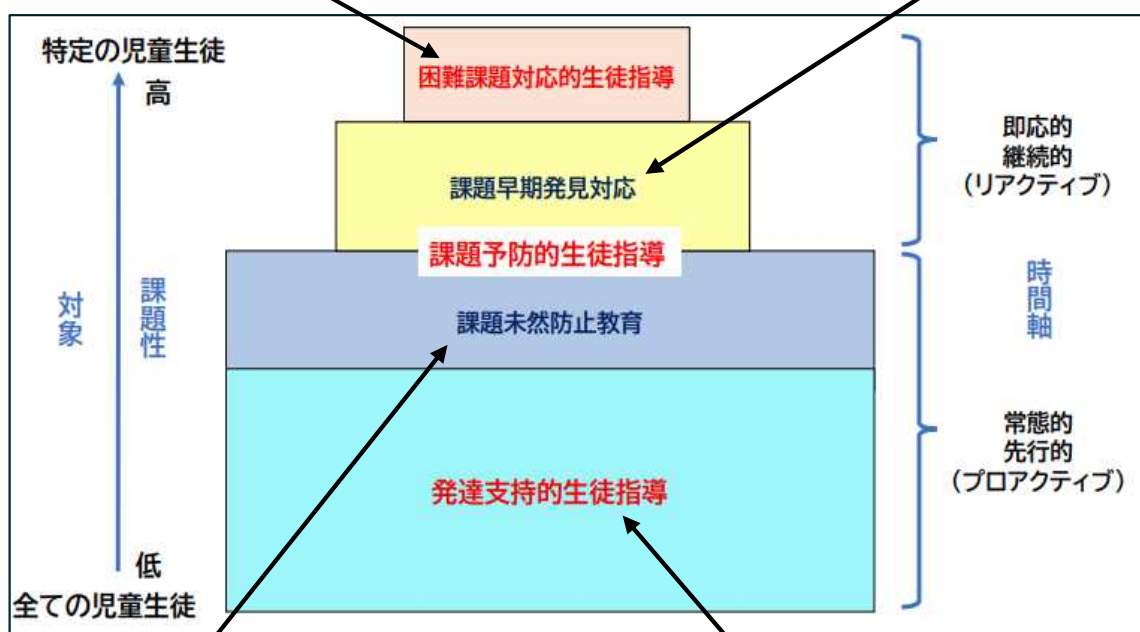 特定の児童生徒
高
困難課題対応的生徒指導
課題早期発見対応
課題予防的生徒指導
課題未然防止教育
発達支持的生徒指導
対象
課題性
低
全ての児童生徒
即応的
継続的
(リアクティブ)
時間軸
常態的
先行的
(プロアクティブ)